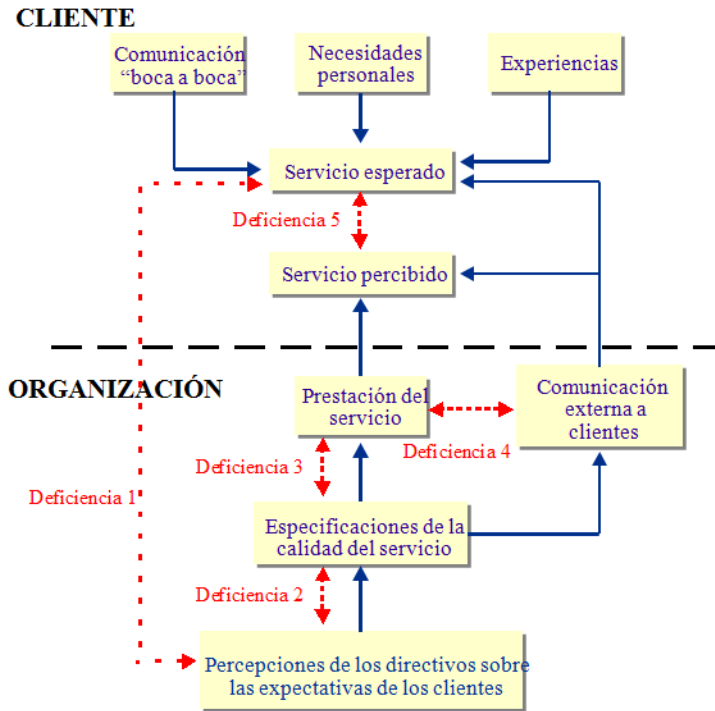 CLIENTE
Comunicación
“boca a boca”
Necesidades
personales
Experiencias
Servicio esperado
Deficiencia 5
Servicio percibido
ORGANIZACIÓN
Prestación del
servicio
Comunicación
externa a
clientes
Deficiencia 4
Deficiencia 3
Deficiencia 1
Especificaciones de la
calidad del servicio
Deficiencia 2
Percepciones de los directivos sobre
las expectativas de los clientes